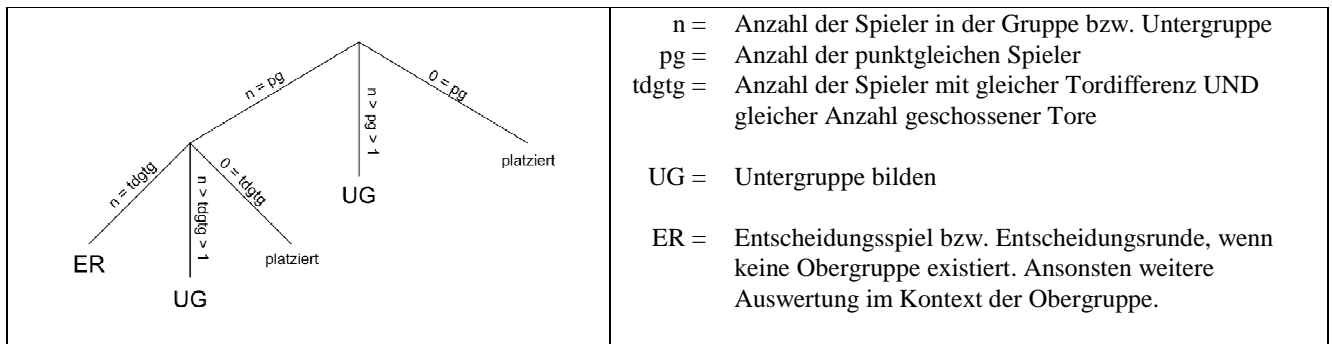 n = pg
n > pg > 1
0 = pg
platziert
UG
n = tdgtg
n > tdgtg > 1
0 = tdgtg
ER
platziert
UG
n = Anzahl der Spieler in der Gruppe bzw. Untergruppe
pg = Anzahl der punktgleichen Spieler
tdgtg = Anzahl der Spieler mit gleicher Tordifferenz UND
gleicher Anzahl geschossener Tore
UG = Untergruppe bilden
ER = Entscheidungsspiel bzw. Entscheidungsrunde, wenn
keine Obergruppe existiert. Ansonsten weitere
Auswertung im Kontext der Obergruppe.